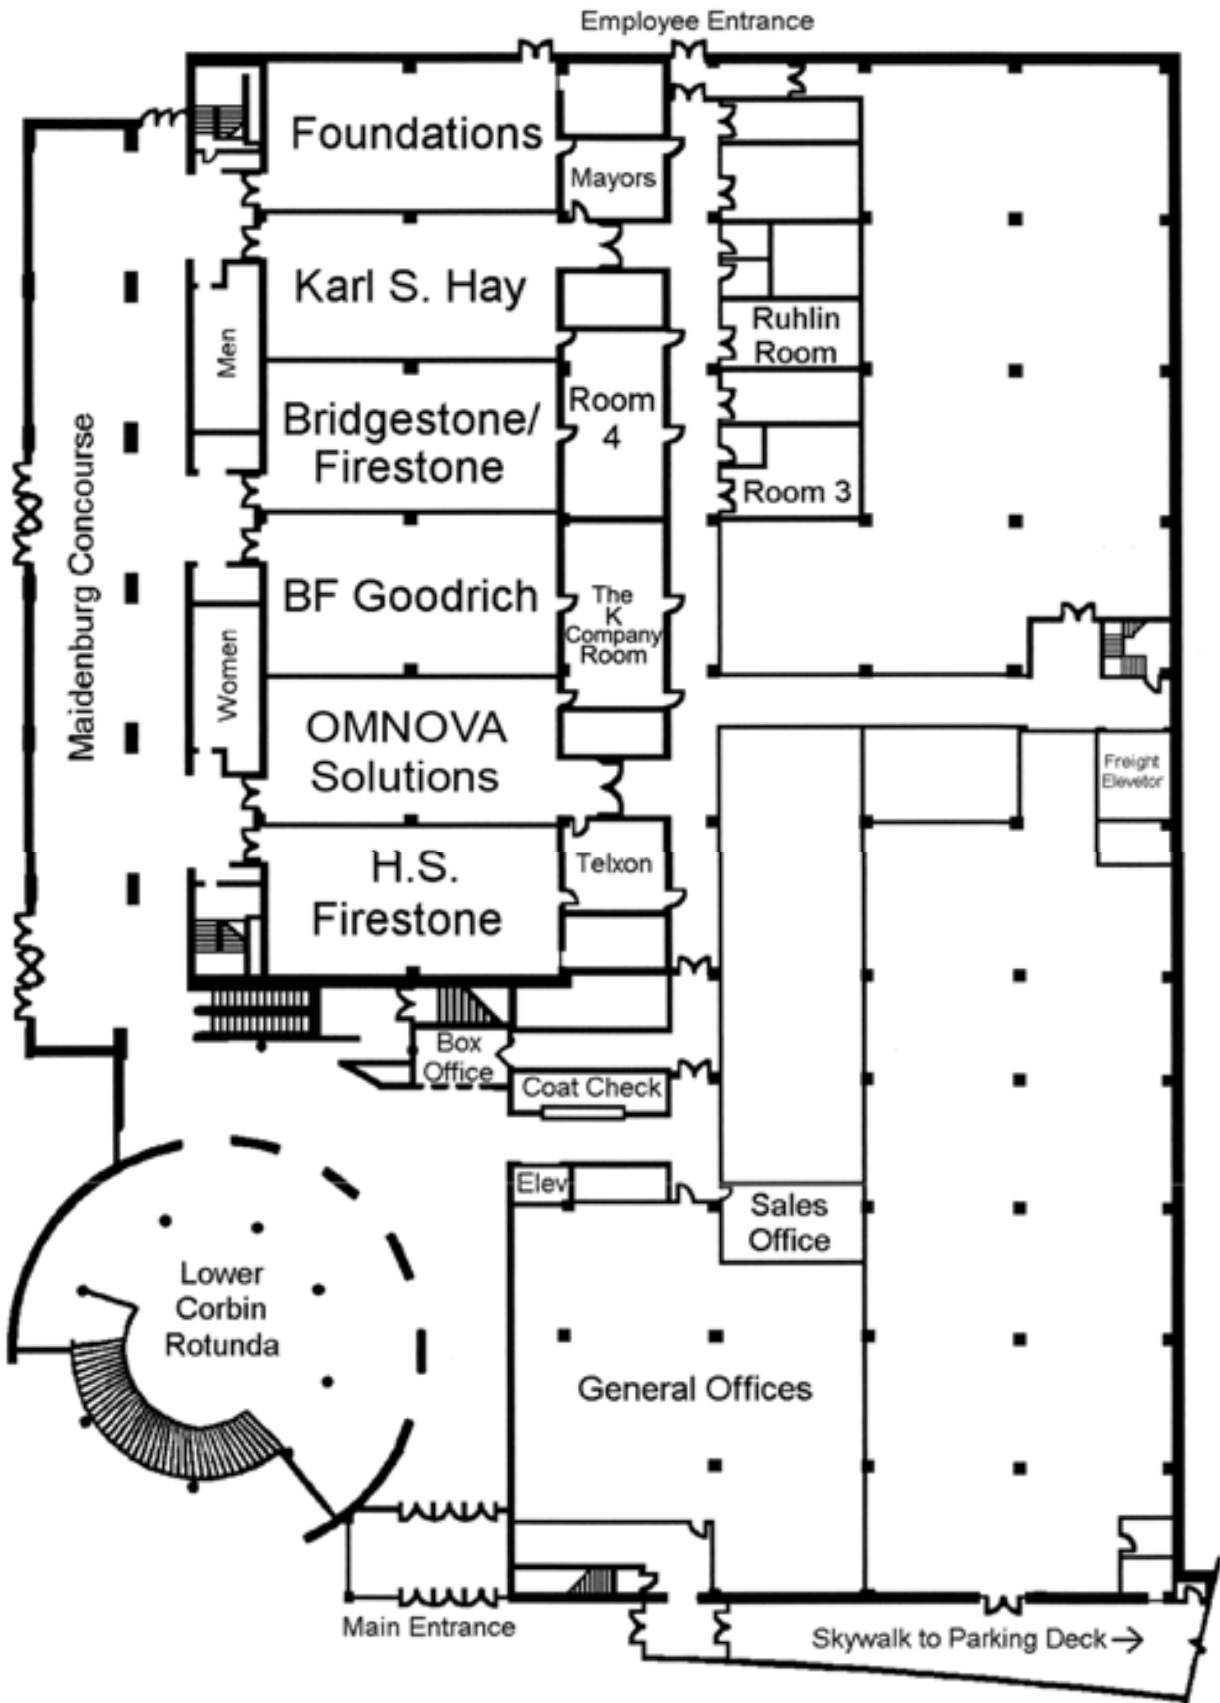 Employee Entrance
Foundations
Mayors
Karl S. Hay
Ruhlin
Room
Men
Bridgestone/
Firestone
Room
4
Room 3
Maidenburg Concourse
BF Goodrich
The
K
Company
Room
Women
OMNOVA
Solutions
Freight
Elevetor
H.S.
Firestone
Telxon
Box
Office
Coat Check
Elev
Sales
Office
Lower
Corbin
Rotunda
General Offices
Main Entrance
Skywalk to Parking Deck→